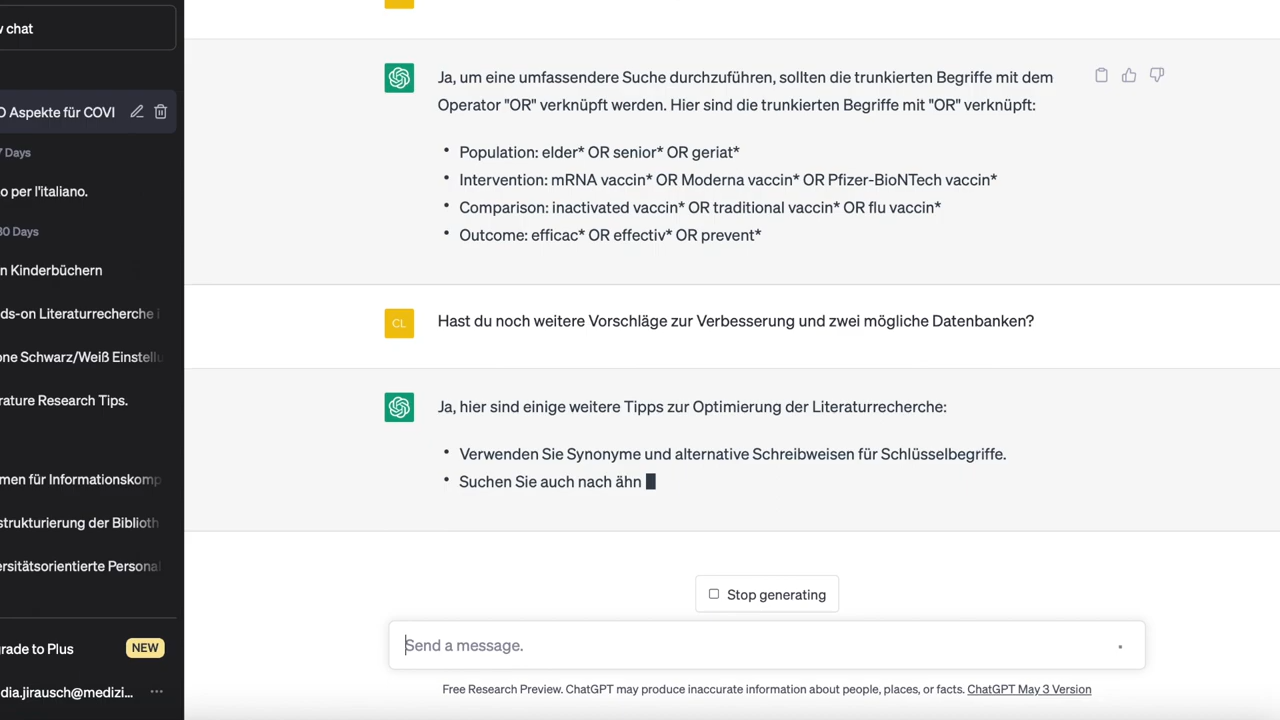 v chat
O Aspekte für COVI
7 Days
o per l'italiano.
30 Days
n Kinderbüchern
ds-on Literaturrecherche i
one Schwarz/Weiß Einstellu
rature Research Tips.
men für Informationskomp
strukturierung der Biblioth
ersitätsorientierte Persona
rade to Plus
NEW
dia.jirausch@medizi...
Ja, um eine umfassendere Suche durchzuführen, sollten die trunkierten Begriffe mit dem
Operator "OR" verknüpft werden. Hier sind die trunkierten Begriffe mit "OR" verknüpft:
• Population: elder* OR senior* OR geriat*
• Intervention: mRNA vaccin* OR Moderna vaccin* OR Pfizer-BioNTech vaccin*
• Comparison: inactivated vaccin* OR traditional vaccin* OR flu vaccin*
• Outcome: efficac* OR effectiv* OR prevent*
CL
Hast du noch weitere Vorschläge zur Verbesserung und zwei mögliche Datenbanken?
Ja, hier sind einige weitere Tipps zur Optimierung der Literaturrecherche:
• Verwenden Sie Synonyme und alternative Schreibweisen für Schlüsselbegriffe.
• Suchen Sie auch nach ähn
Stop generating
Send a message.
Free Research Preview. ChatGPT may produce inaccurate information about people, places, or facts. ChatGPT May 3 Version